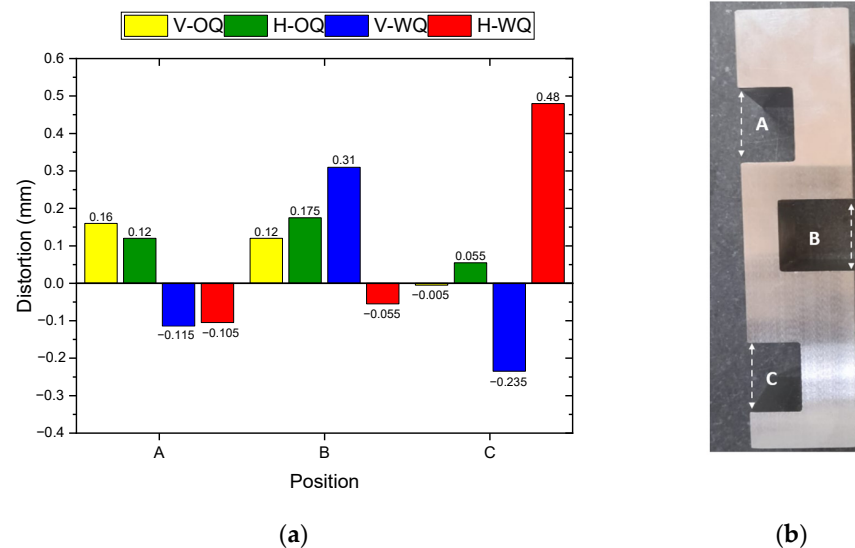 V-OQ H-OQ V-WQ H-WQ
0.6
0.5
0.4
0.3
0.2
0.1
0.0
−0.1
−0.2
−0.3
−0.4
Distortion (mm)
0.16
0.12
−0.115
−0.105
0.12
0.175
0.31
−0.055
−0.005
0.055
−0.235
0.48
A B C
Position
(a)
A
B
C
(b)